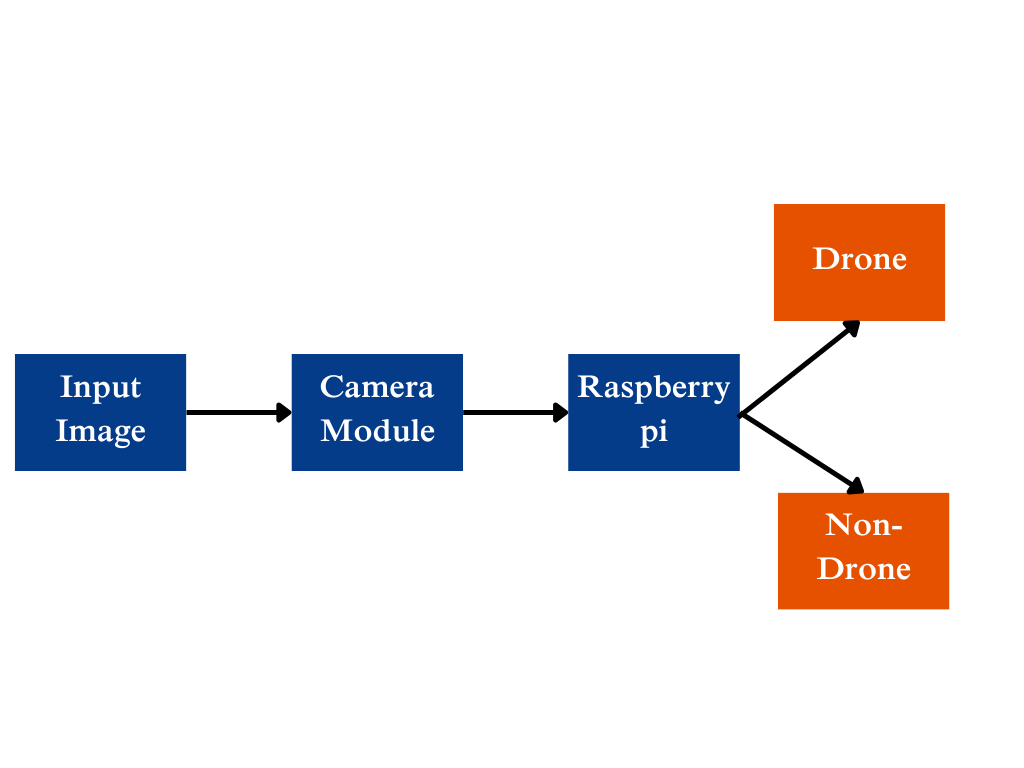 Input
Image
Camera
Module
Raspberry
pi
Drone
Non-
Drone